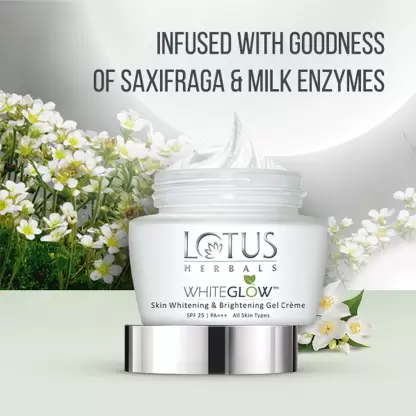 INFUSED WITH GOODNESS
OF SAXIFRAGA & MILK ENZYMES
LOTUS
HERBALS
WHITEGLOW™
Skin Whitening & Brightening Gel Crème
SPF 25 | PA+++ All Skin Types